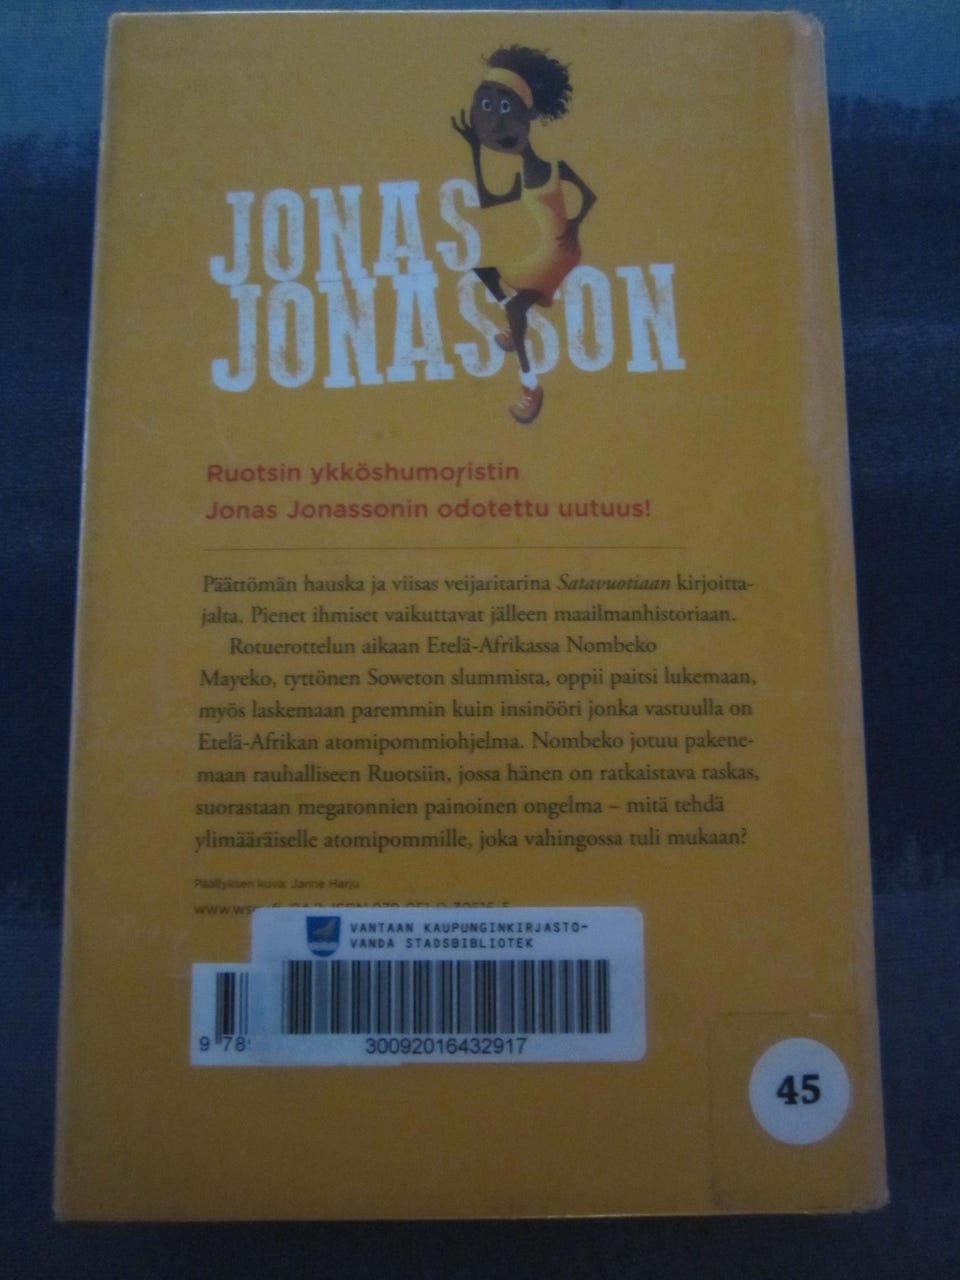 JONAS
JONASSON
Ruotsin ykköshumoristin
Jonas Jonassonin odotettu uutuus!
Päättömän hauska ja viisas veijaritarina Satavuotiaan kirjoitta-
jalta. Pienet ihmiset vaikuttavat jälleen maailmanhistoriaan.
Rotuerottelun aikaan Etelä-Afrikassa Nombeko
Mayeko, tyttönen Soweton slummista, oppii paitsi lukemaan,
myös laskemaan paremmin kuin insinööri jonka vastuulla on
Etelä-Afrikan atomipommiohjelma. Nombeko jotuu pakene-
maan rauhalliseen Ruotsiin, jossa hänen on ratkaistava raskas,
suorastaan megatonnien painoinen ongelma – mitä tehdä
ylimääräiselle atomipommille, joka vahingossa tuli mukaan?
Päällyksen kuva: Janne Harju
VANTAAN KAUPUNGINKIRJASTO-
VANDA STADSBIBLIOTEK
9 789
30092016432917
45